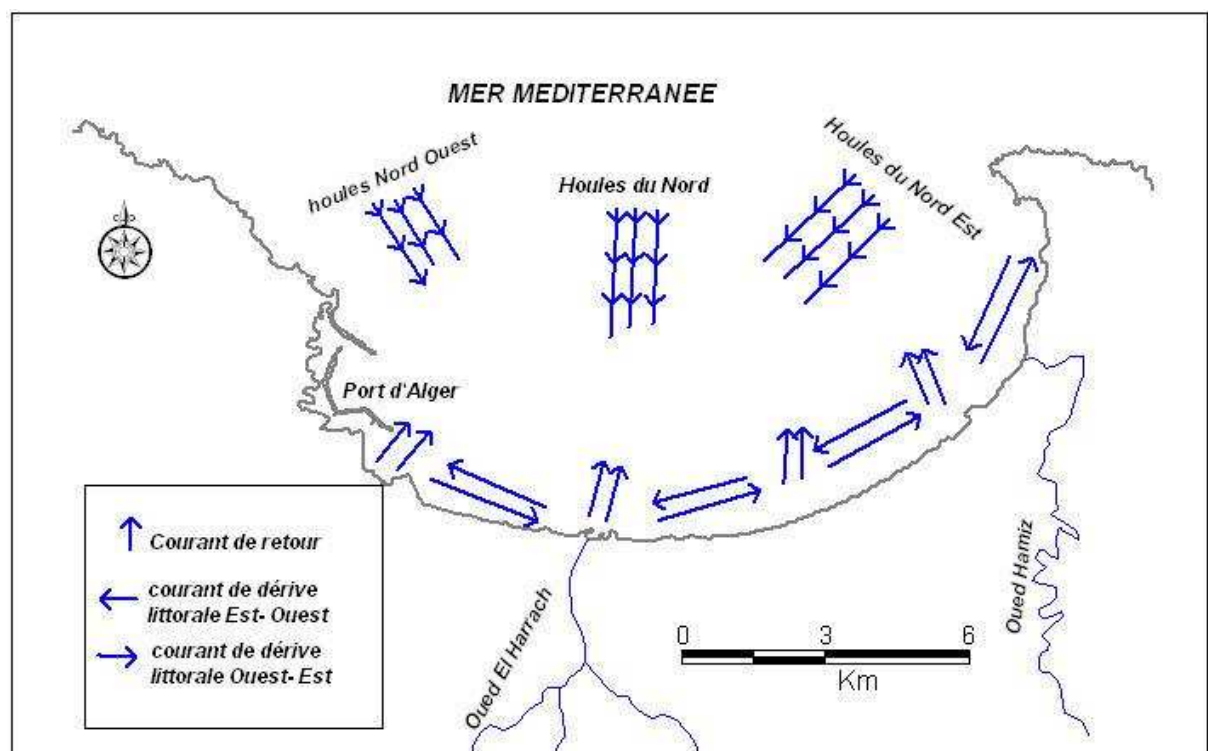 MER MEDITERRANEE
houles Nord Ouest
Houles du Nord
Houles du Nord Est
Port d'Alger
Courant de retour
courant de dérive
littorale Est- Ouest
courant de dérive
littorale Ouest- Est
Oued El Harrach
0 3 6
Km
Oued Hamiz